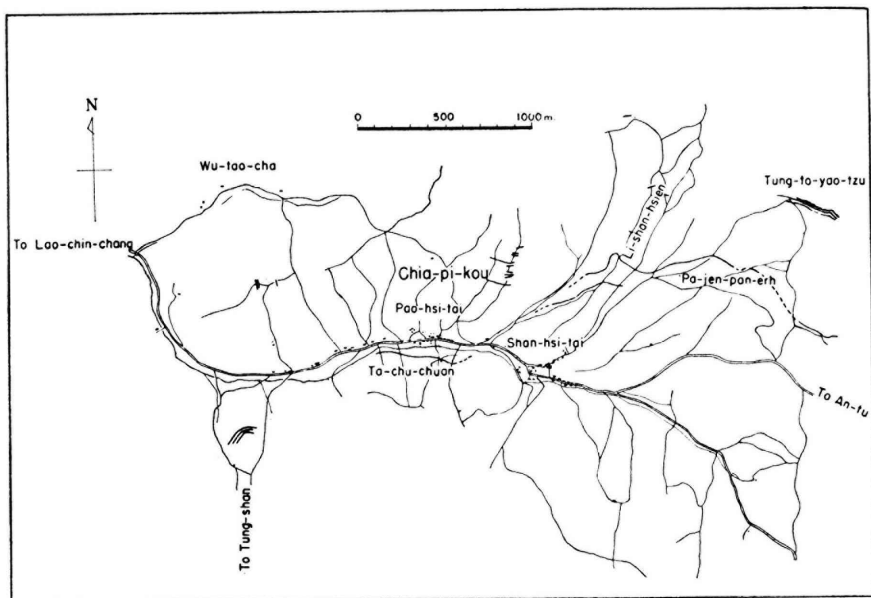 N
0 500 1000 m.
Wu-tao-cha
Tung-to-yao-tzu
To Lao-chin-chang
Li-shan-hsien
Chia-pi-kou
Pa-jen-pan-erh
Pao-hsi-tai
Shan-hsi-tai
Ta-chu-chuan
To An-tu
To Tung-shan